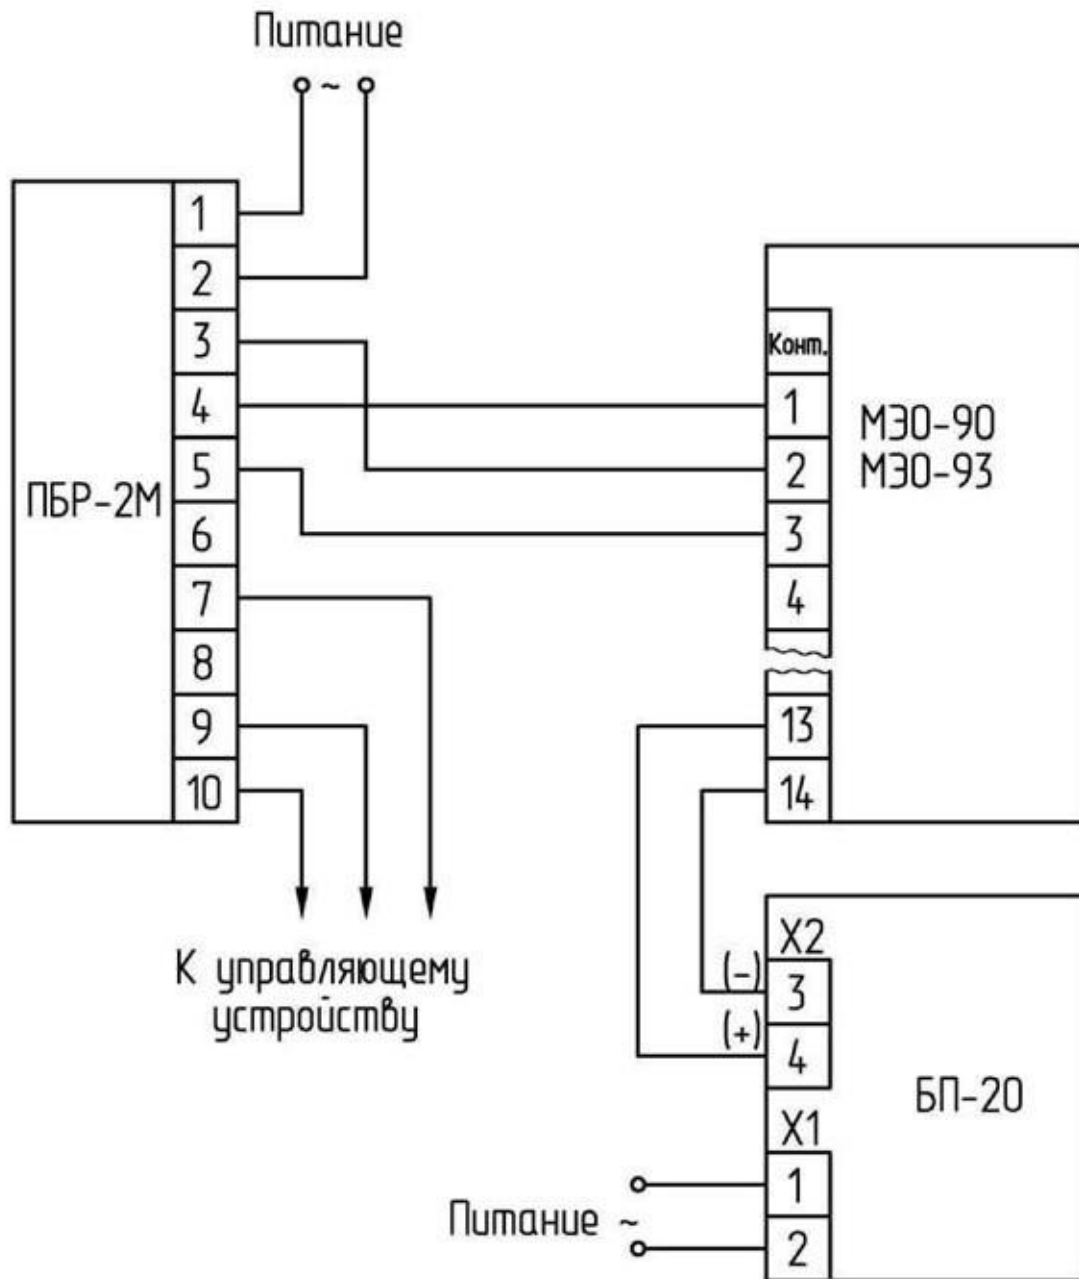 Питание
~
1
2
3
4
5
6
7
8
9
10
ПБР-2М
Конт.
1
2
3
4
13
14
МЭО-90
МЭО-93
К управляющему
устройству
X2
(-)
3
(+)
4
X1
1
2
БП-20
Питание ~